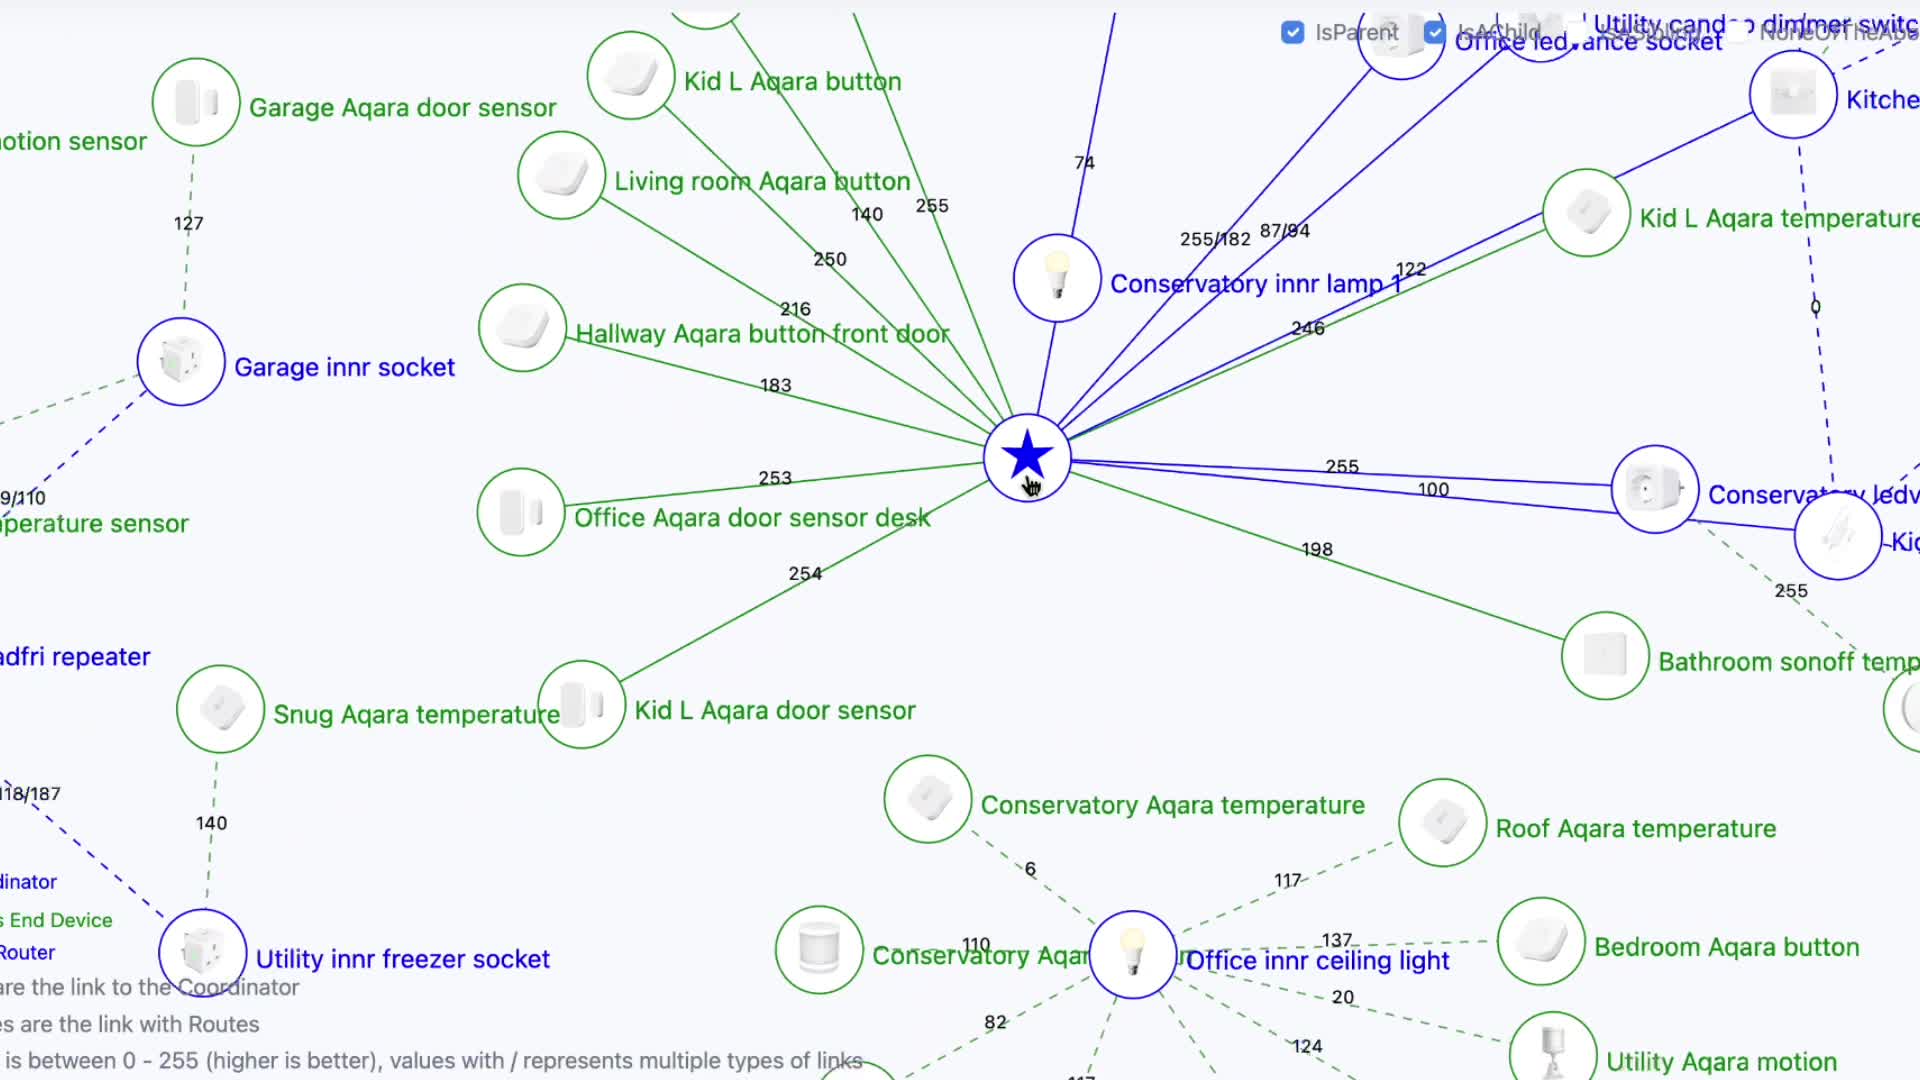 IsParent
IsAChild
IsASibling
Utility
dimmer
Office led
vance socket
Kitche
Kid L Aqara button
Garage Aqara door sensor
otion sensor
74
Living room Aqara button
140
255
Kid L Aqara temperature
127
255/182
87/94
250
122
Conservatory innr lamp 1
0
216
246
Hallway Aqara button front door
Garage innr socket
183
255
253
100
Conservatory ledv
9/110
perature sensor
Office Aqara door sensor desk
198
254
255
adfri repeater
Bathroom sonoff temp
Snug Aqara temperature
Kid L Aqara door sensor
118/187
140
Conservatory Aqara temperature
Roof Aqara temperature
6
117
dinator
s End Device
Router
110
137
Conservatory Aqar
Office innr ceiling light
Bedroom Aqara button
Utility innr freezer socket
are the link to the Coordinator
20
82
es are the link with Routes
124
is between 0 - 255 (higher is better), values with / represents multiple types of links
Utility Aqara motion